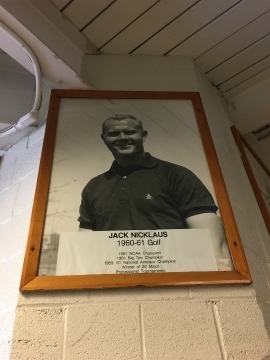 JACK NICKLAUS
1960-61 Golf
1961 NCAA Champion
1961 Big Ten Champion
1959, 61 National Amateur Champion
Winner of 20 Major
Professional Tournaments